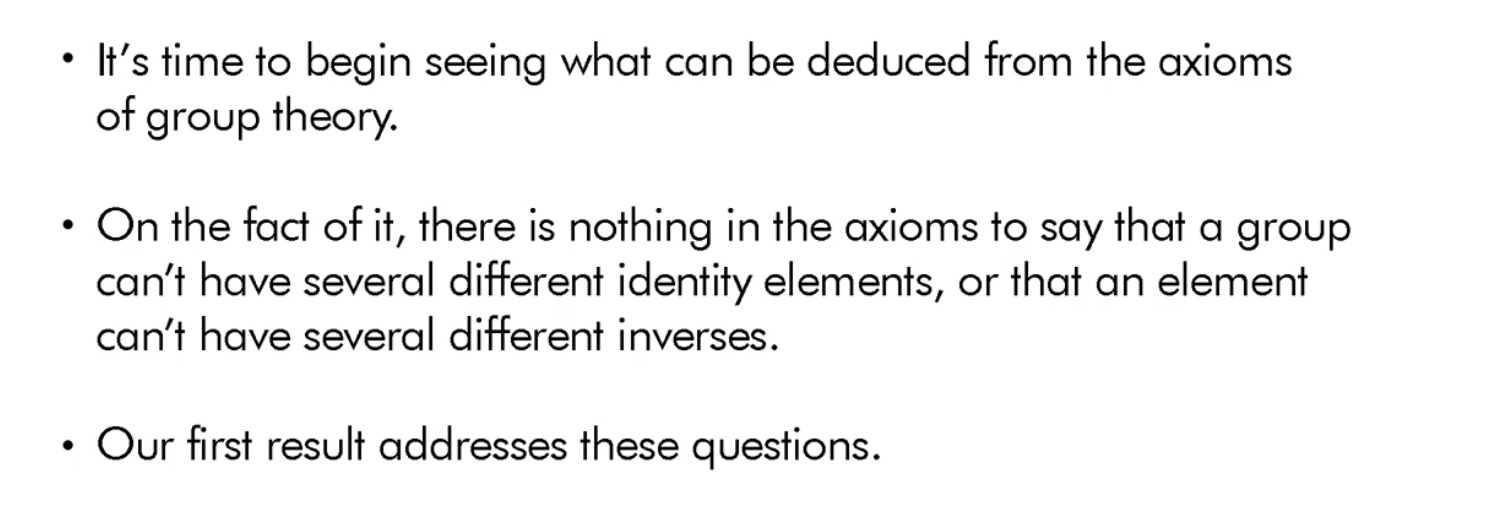 • It's time to begin seeing what can be deduced from the axioms
of group theory.
• On the fact of it, there is nothing in the axioms to say that a group
can't have several different identity elements, or that an element
can't have several different inverses.
• Our first result addresses these questions.